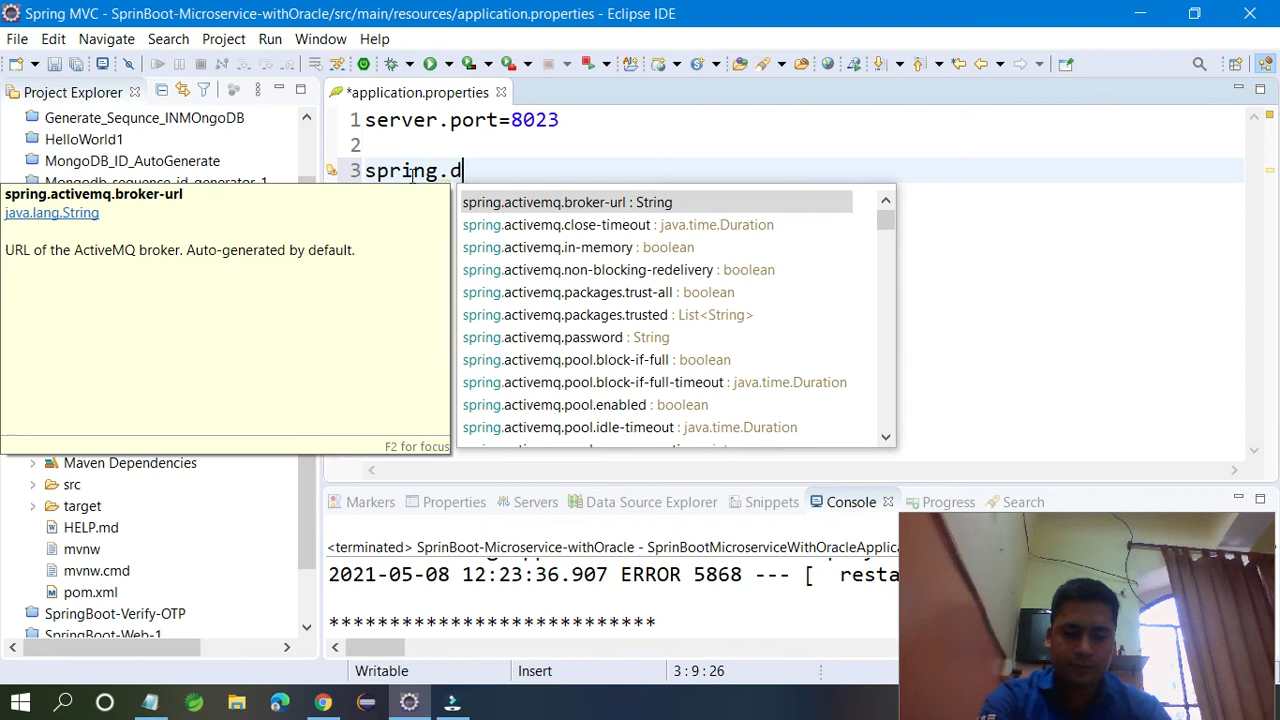 Spring MVC - SprinBoot-Microservice-withOracle/src/main/resources/application.properties - Eclipse IDE
File Edit Navigate Search Project Run Window Help
Project Explorer
*application.properties
Generate_Sequnce_INMOngoDB
HelloWorld1
MongoDB_ID_AutoGenerate
Mongodb_sequence_id_generator_1
1 server.port=8023
2
3 spring.d
spring.activemq.broker-url
java.lang.String
URL of the ActiveMQ broker. Auto-generated by default.
F2 for focus
spring.activemq.broker-url : String
spring.activemq.close-timeout : java.time.Duration
spring.activemq.in-memory : boolean
spring.activemq.non-blocking-redelivery : boolean
spring.activemq.packages.trust-all : boolean
spring.activemq.packages.trusted : List<String>
spring.activemq.password : String
spring.activemq.pool.block-if-full : boolean
spring.activemq.pool.block-if-full-timeout : java.time.Duration
spring.activemq.pool.enabled : boolean
spring.activemq.pool.idle-timeout : java.time.Duration
Maven Dependencies
src
target
HELP.md
mvnw
mvnw.cmd
pom.xml
SpringBoot-Verify-OTP
SpringBoot-Web-1
Markers Properties Servers Data Source Explorer Snippets Console Progress Search
<terminated> SprinBoot-Microservice-withOracle - SprinBootMicroserviceWithOracleApplica
2021-05-08 12:23:36.907 ERROR 5868 --- [ resta
***************************
Writable Insert 3:9:26